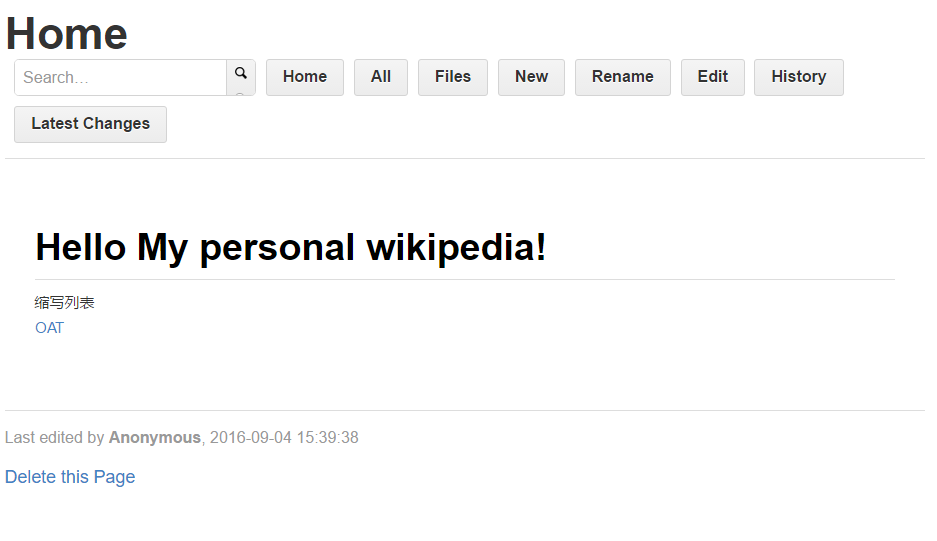 Home
Search... Home All Files New Rename Edit History
Latest Changes
Hello My personal wikipedia!
缩写列表
OAT
Last edited by Anonymous, 2016-09-04 15:39:38
Delete this Page